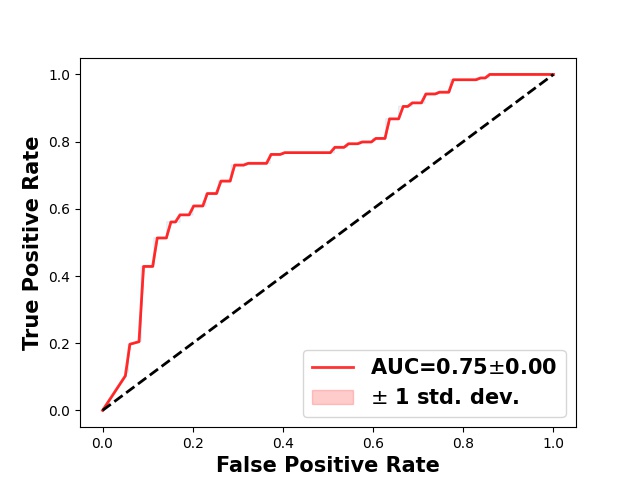 1.0
0.8
0.6
0.4
0.2
0.0
True Positive Rate
AUC=0.75±0.00
± 1 std. dev.
0.0 0.2 0.4 0.6 0.8 1.0
False Positive Rate